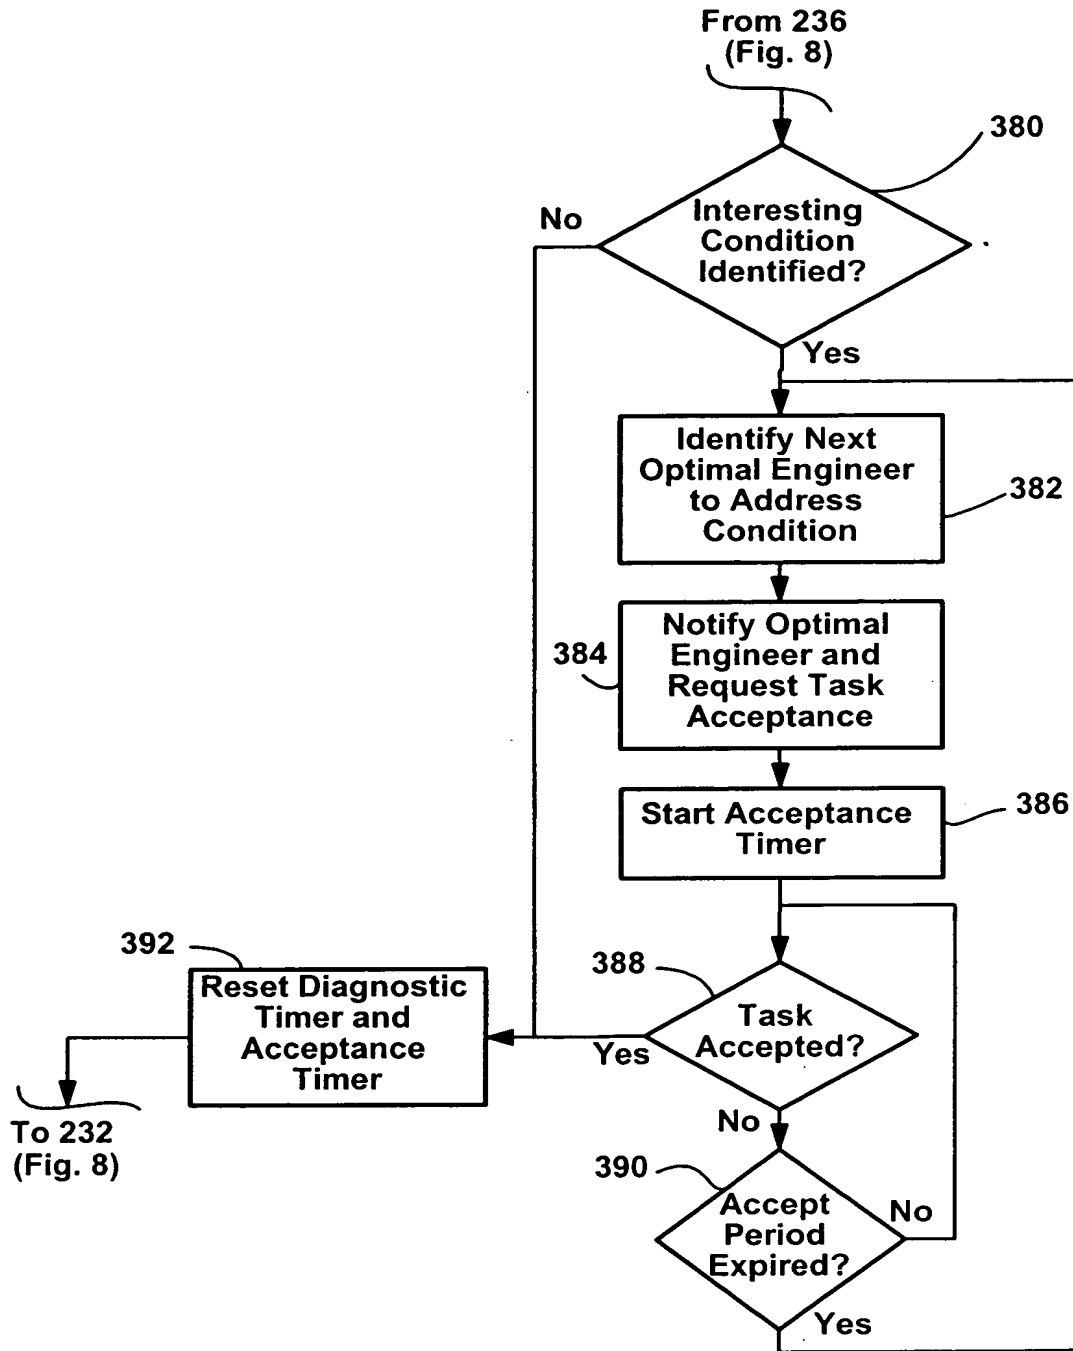 From 236
(Fig. 8)
380
Interesting
Condition
Identified?
No
Yes
Identify Next
Optimal Engineer
to Address
Condition
382
Notify Optimal
Engineer and
Request Task
Acceptance
384
Start Acceptance
Timer
386
388
Task
Accepted?
Yes
No
392
Reset Diagnostic
Timer and
Acceptance
Timer
To 232
(Fig. 8)
390
Accept
Period
Expired?
No
Yes